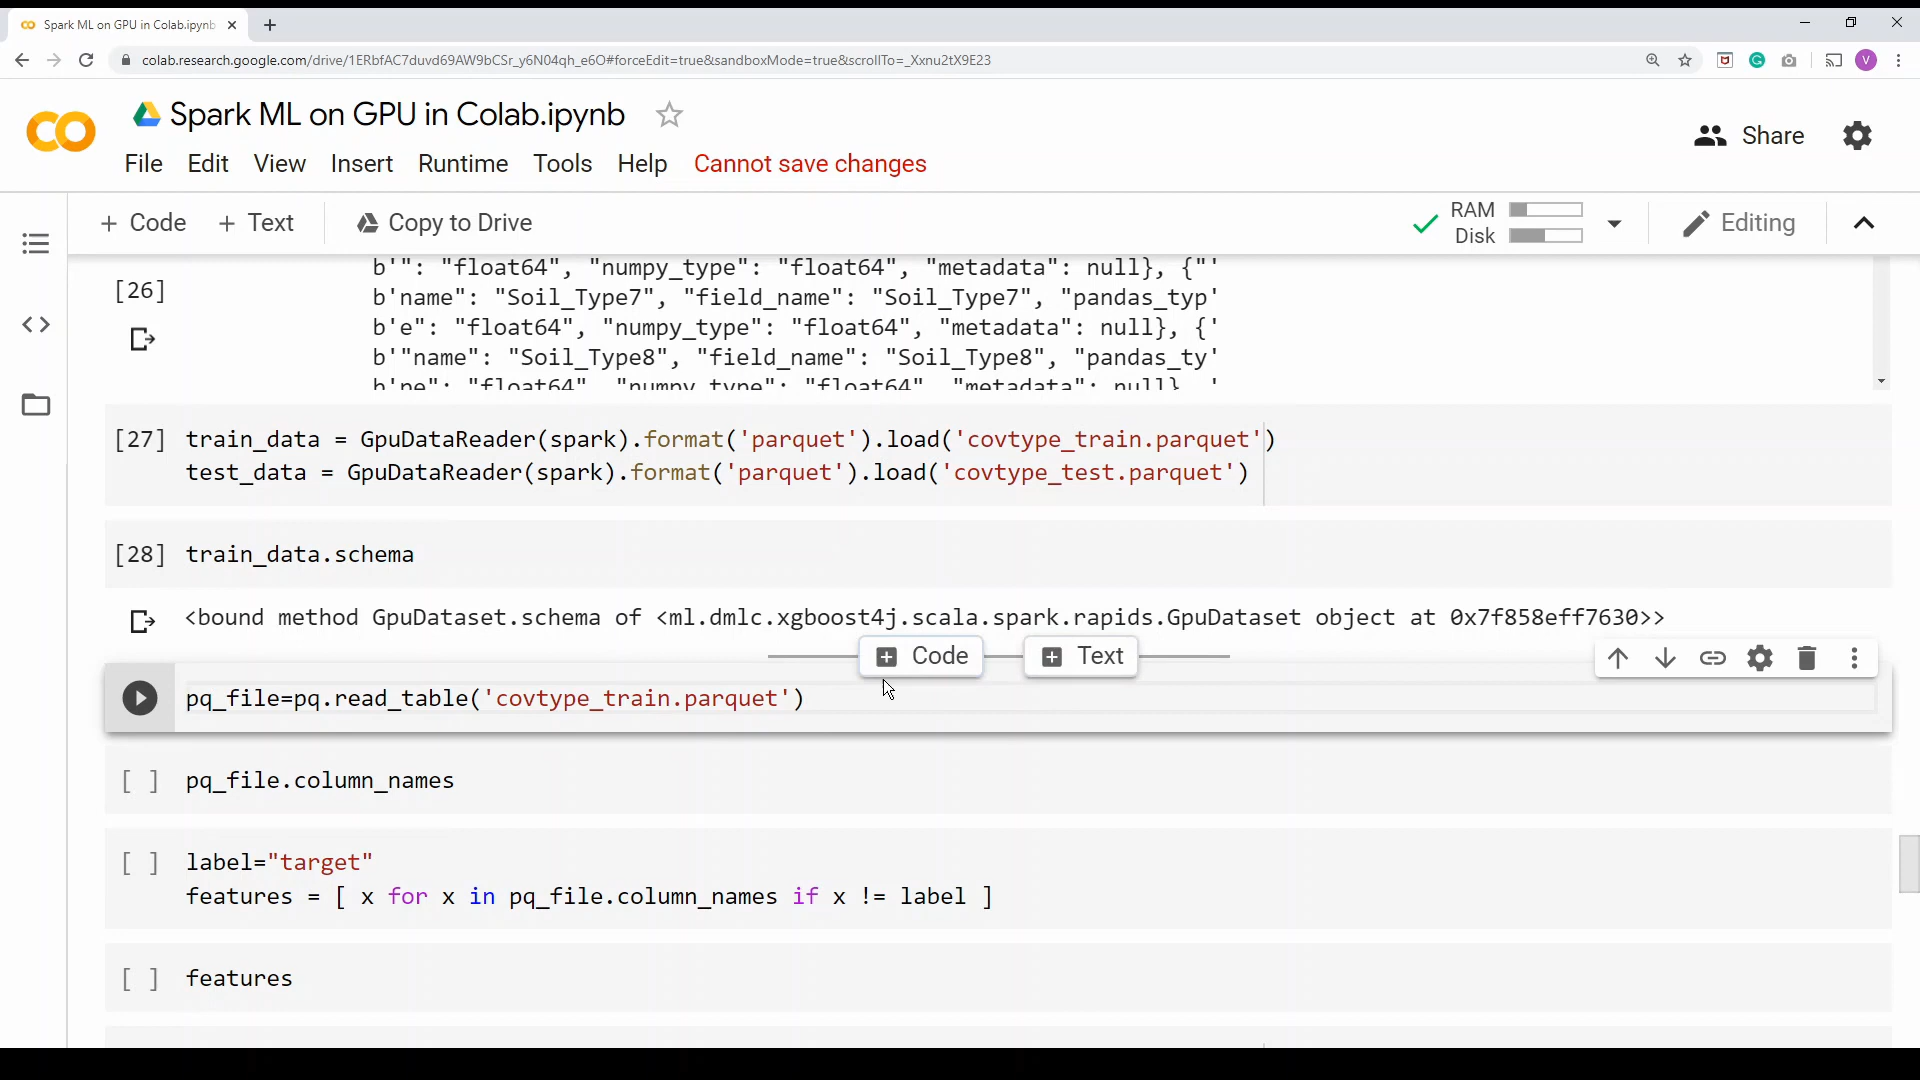 Spark ML on GPU in Colab.ipynb
colab.research.google.com/drive/1ERbfAC7duvd69AW9bCSr_y6N04qh_e6O#forceEdit=true&sandboxMode=true&scrollTo=_Xxnu2tX9E23
V
Spark ML on GPU in Colab.ipynb
Share
File Edit View Insert Runtime Tools Help Cannot save changes
+ Code + Text Copy to Drive
RAM
Disk
Editing
b'": "float64", "numpy_type": "float64", "metadata": null}, {"'
[26]
b'name": "Soil_Type7", "field_name": "Soil_Type7", "pandas_typ'
b'e": "float64", "numpy_type": "float64", "metadata": null}, {'
b'"name": "Soil_Type8", "field_name": "Soil_Type8", "pandas_ty'
b'pe": "float64", "numpy_type": "float64", "metadata": null}, '
[27] train_data = GpuDataReader(spark).format('parquet').load('covtype_train.parquet')
test_data = GpuDataReader(spark).format('parquet').load('covtype_test.parquet')
[28] train_data.schema
<bound method GpuDataset.schema of <ml.dmlc.xgboost4j.scala.spark.rapids.GpuDataset object at 0x7f858eff7630>>
+ Code + Text
pq_file=pq.read_table('covtype_train.parquet')
[ ] pq_file.column_names
[ ] label="target"
features = [ x for x in pq_file.column_names if x != label ]
[ ] features